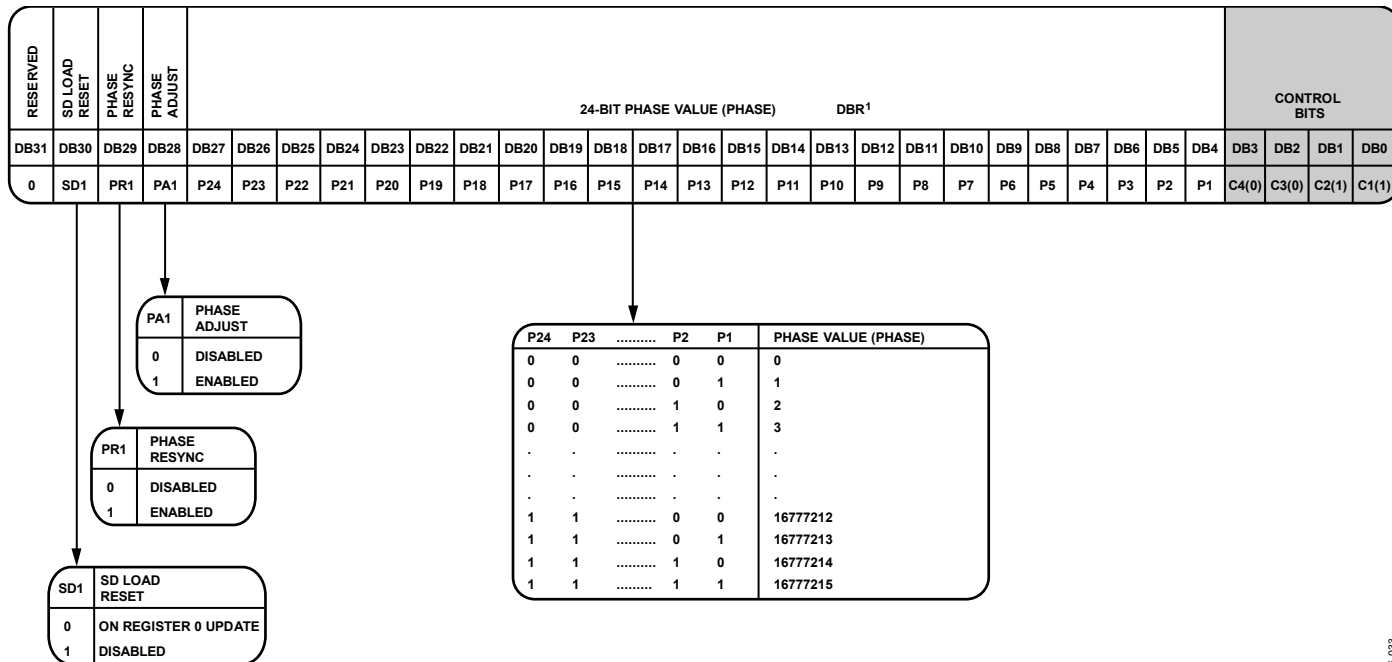 RESERVED
SD LOAD
RESET
PHASE
RESYNC
PHASE
ADJUST
24-BIT PHASE VALUE (PHASE) DBR1
CONTROL
BITS
DB31 DB30 DB29 DB28 DB27 DB26 DB25 DB24 DB23 DB22 DB21 DB20 DB19 DB18 DB17 DB16 DB15 DB14 DB13 DB12 DB11 DB10 DB9 DB8 DB7 DB6 DB5 DB4 DB3 DB2 DB1 DB0
0 SD1 PR1 PA1 P24 P23 P22 P21 P20 P19 P18 P17 P16 P15 P14 P13 P12 P11 P10 P9 P8 P7 P6 P5 P4 P3 P2 P1 C4(0) C3(0) C2(1) C1(1)
PA1 PHASE
ADJUST
0 DISABLED
1 ENABLED
PR1 PHASE
RESYNC
0 DISABLED
1 ENABLED
SD1 SD LOAD
RESET
0 ON REGISTER 0 UPDATE
1 DISABLED
P24 P23 .......... P2 P1 PHASE VALUE (PHASE)
0 0 .......... 0 0 0
0 0 .......... 0 1 1
0 0 .......... 1 0 2
0 0 .......... 1 1 3
. . .......... . . .
. . .......... . . .
. . .......... . . .
1 1 .......... 0 0 16777212
1 1 .......... 0 1 16777213
1 1 .......... 1 0 16777214
1 1 ......... 1 1 16777215